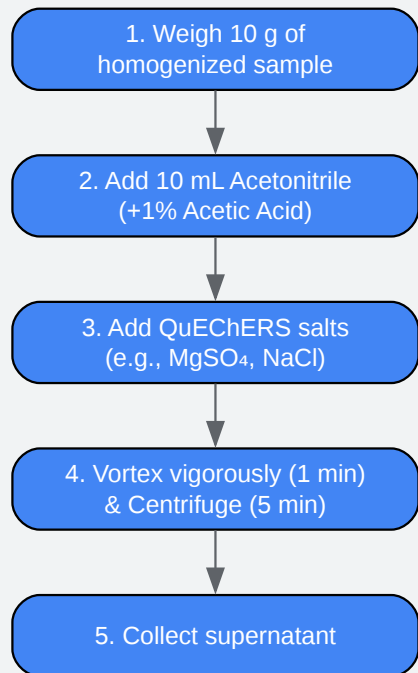 1. Weigh 10 g of
homogenized sample
2. Add 10 mL Acetonitrile
(+1% Acetic Acid)
3. Add QuEChERS salts
(e.g., MgSO₄, NaCl)
4. Vortex vigorously (1 min)
& Centrifuge (5 min)
5. Collect supernatant